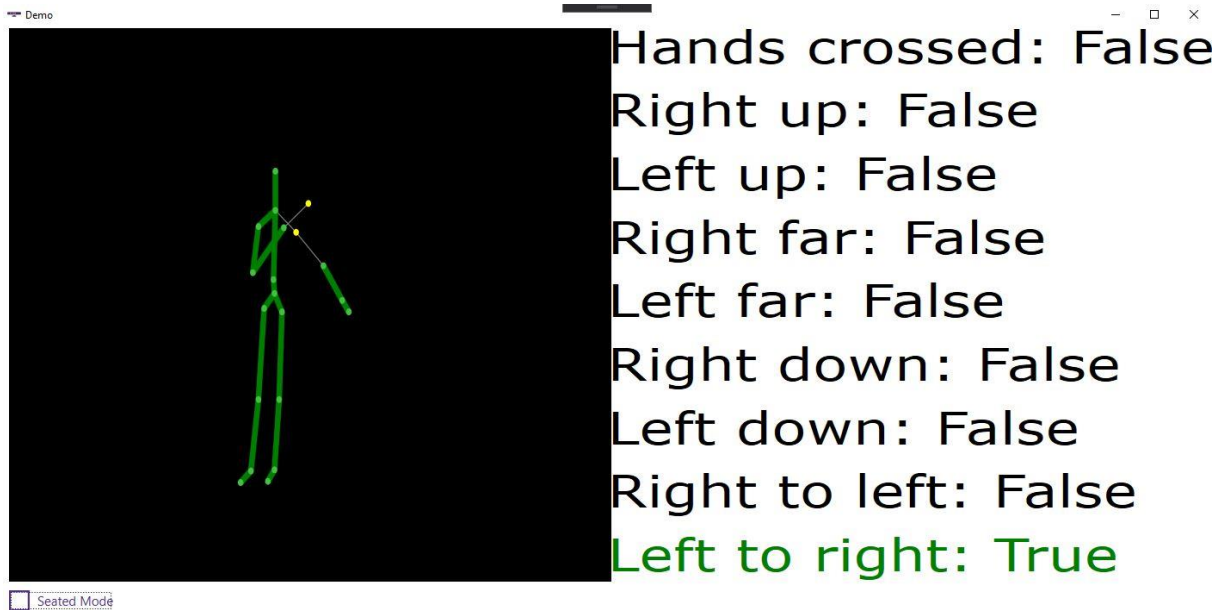 Demo
Hands crossed: False
Right up: False
Left up: False
Right far: False
Left far: False
Right down: False
Left down: False
Right to left: False
Left to right: True
Seated Mode